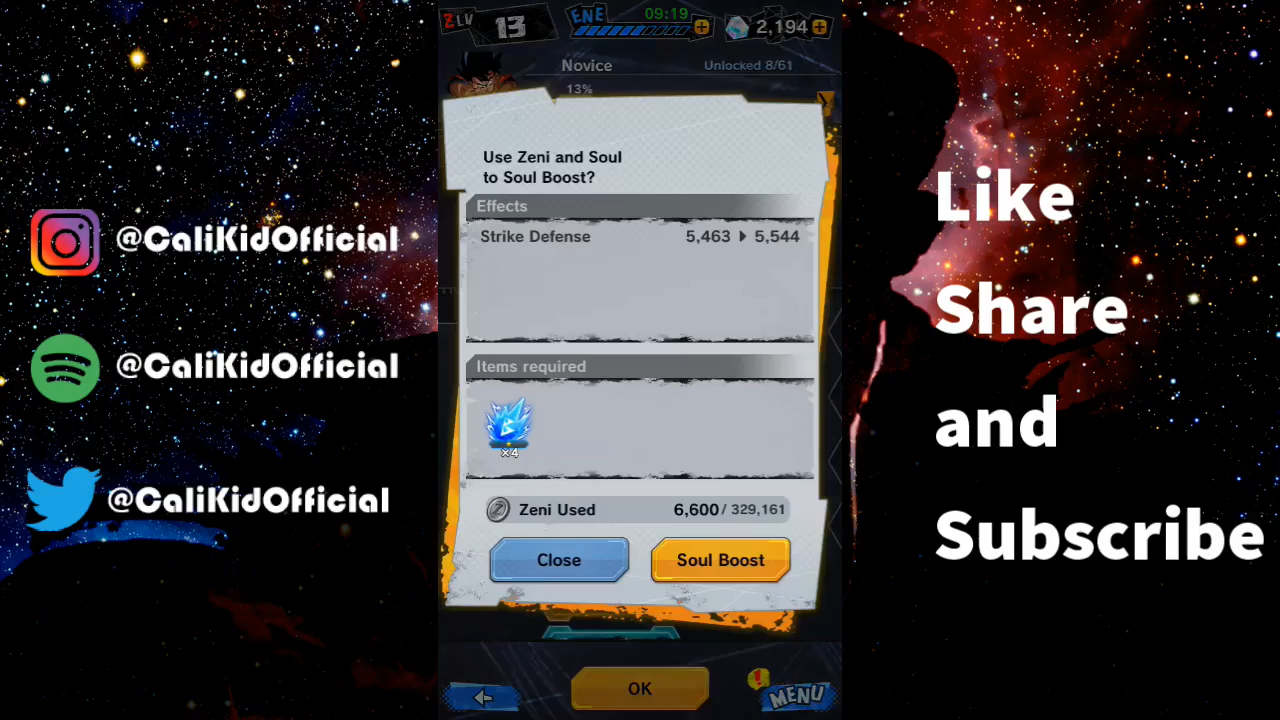 ZLV 13
ENE 09:19
2,194
Novice
Unlocked 8/61
13%
Use Zeni and Soul
to Soul Boost?
Effects
Strike Defense 5,463 ▶ 5,544
Items required
×4
Zeni Used 6,600/ 329,161
Close
Soul Boost
OK
MENU
@CaliKidOfficial
@CaliKidOfficial
@CaliKidOfficial
Like
Share
and
Subscribe